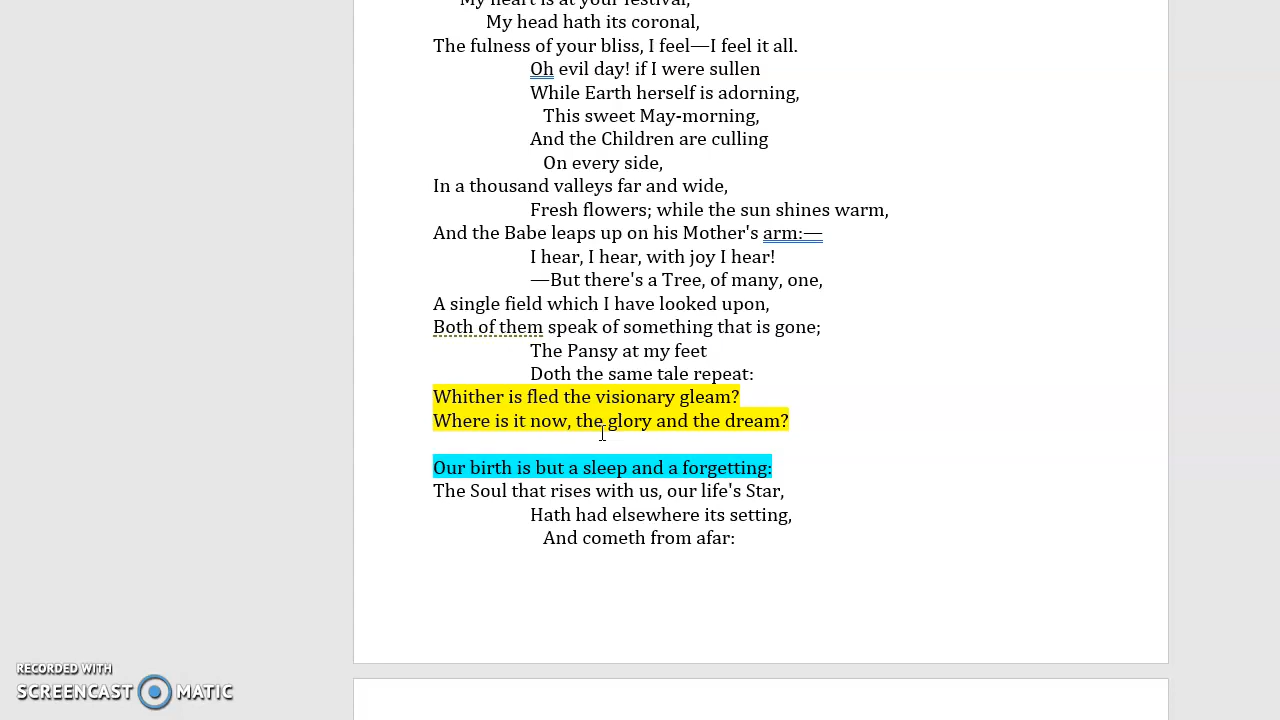 My heart is at your festival,
My head hath its coronal,
The fulness of your bliss, I feel—I feel it all.
Oh evil day! if I were sullen
While Earth herself is adorning,
This sweet May-morning,
And the Children are culling
On every side,
In a thousand valleys far and wide,
Fresh flowers; while the sun shines warm,
And the Babe leaps up on his Mother's arm:—
I hear, I hear, with joy I hear!
—But there's a Tree, of many, one,
A single field which I have looked upon,
Both of them speak of something that is gone;
The Pansy at my feet
Doth the same tale repeat:
Whither is fled the visionary gleam?
Where is it now, the glory and the dream?
Our birth is but a sleep and a forgetting:
The Soul that rises with us, our life's Star,
Hath had elsewhere its setting,
And cometh from afar:
RECORDED WITH
SCREENCAST MATIC